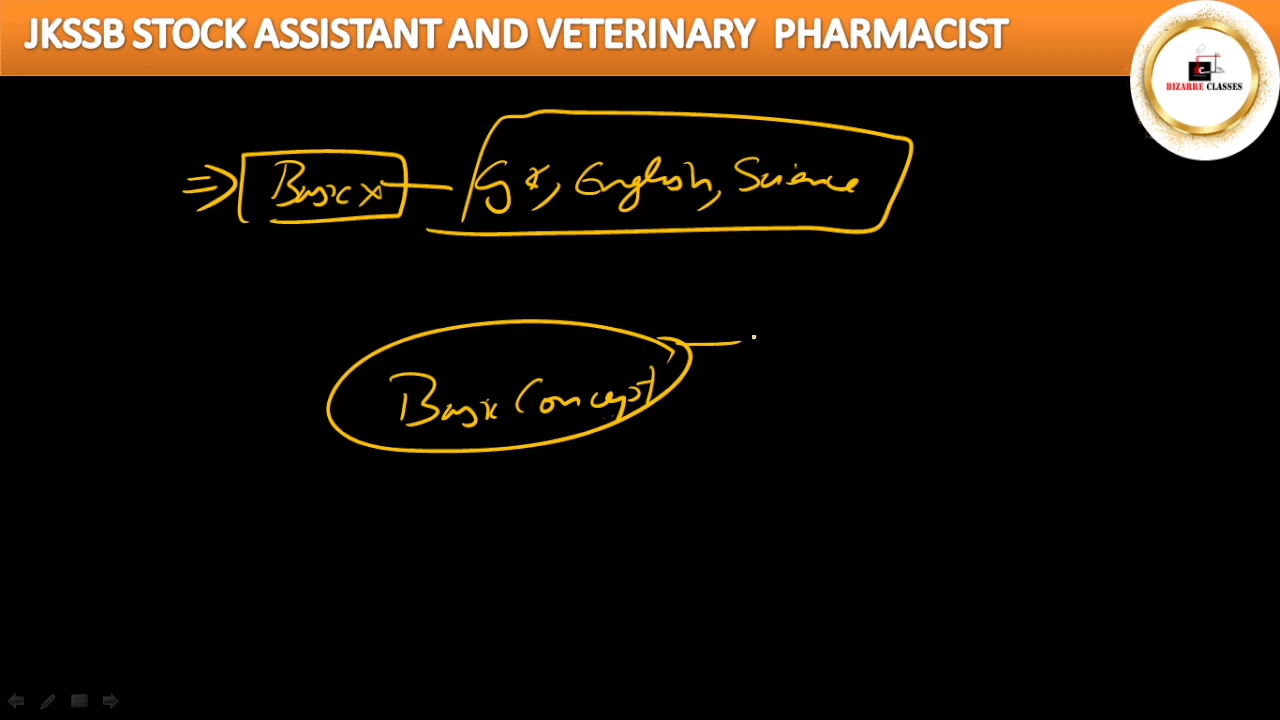 JKSSB STOCK ASSISTANT AND VETERINARY PHARMACIST
BIZARRE CLASSES
⇒ Basic — GK, English, Science
Basic Concept